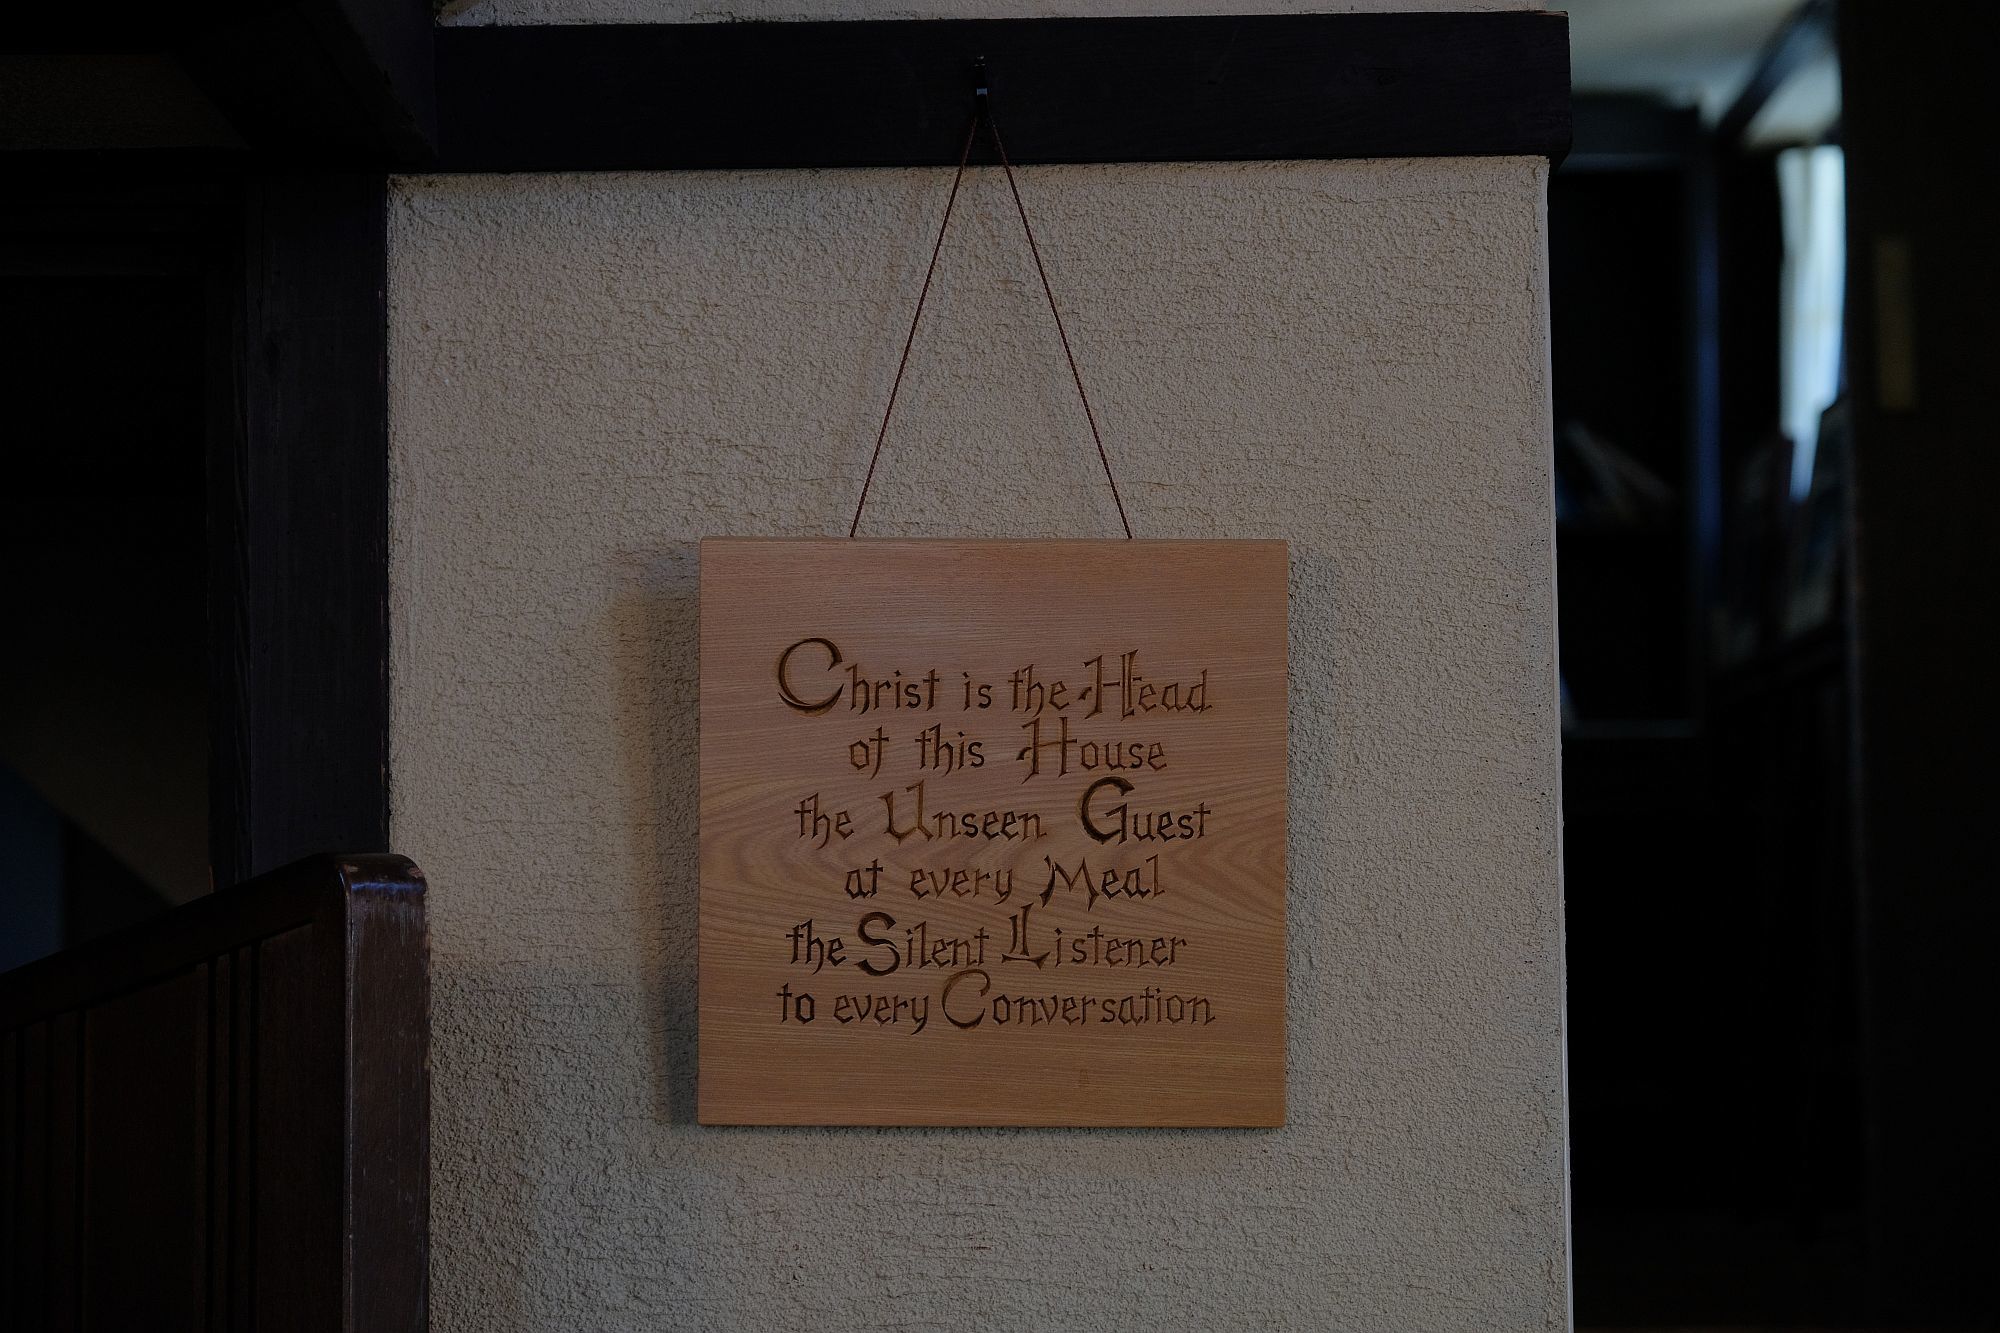 Christ is the Head
of this House
the Unseen Guest
at every Meal
the Silent Listener
to every Conversation